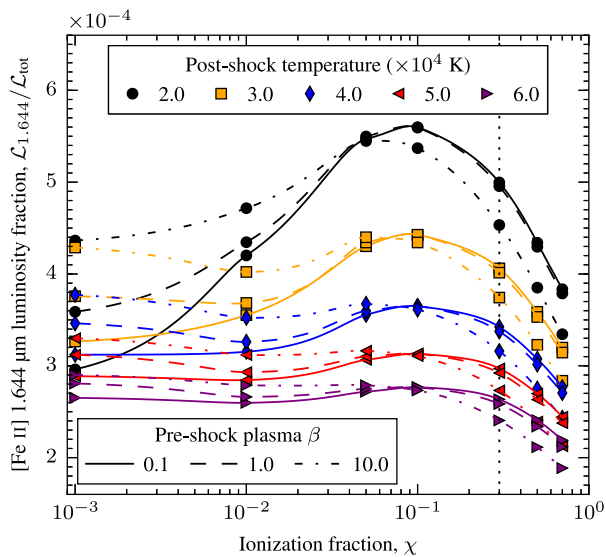 ×10⁻⁴
Post-shock temperature (×10⁴ K)
2.0 3.0 4.0 5.0 6.0
[Fe II] 1.644 μm luminosity fraction, ℒ₁.₆₄₄/ℒₜₒₜ
6
5
4
3
2
Pre-shock plasma β
0.1 1.0 10.0
10⁻³ 10⁻² 10⁻¹ 10⁰
Ionization fraction, χ